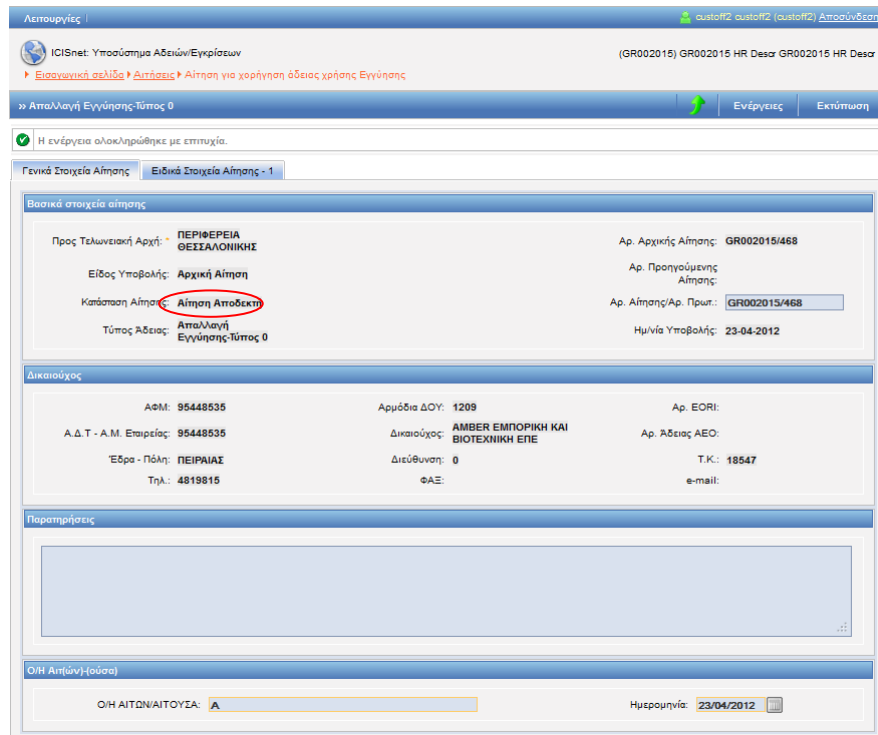 Λειτουργίες
custoff2 custoff2 (custoff2) Αποσύνδεση
ICISnet: Υποσύστημα Αδειών/Εγκρίσεων
(GR002015) GR002015 HR Descr GR002015 HR Descr
Εισαγωγική σελίδα Αιτήσεις Αίτηση για χορήγηση άδειας χρήσης Εγγύησης
» Απαλλαγή Εγγύησης-Τύπος 0
Ενέργειες Εκτύπωση
Η ενέργεια ολοκληρώθηκε με επιτυχία.
Γενικά Στοιχεία Αίτησης Ειδικά Στοιχεία Αίτησης - 1
Βασικά στοιχεία αίτησης
Προς Τελωνειακή Αρχή: * ΠΕΡΙΦΕΡΕΙΑ ΘΕΣΣΑΛΟΝΙΚΗΣ
Αρ. Αρχικής Αίτησης: GR002015/468
Είδος Υποβολής: Αρχική Αίτηση
Αρ. Προηγούμενης Αίτησης:
Κατάσταση Αίτησης: Αίτηση Αποδεκτή
Αρ. Αίτησης/Αρ. Πρωτ.: GR002015/468
Τύπος Άδειας: Απαλλαγή Εγγύησης-Τύπος 0
Ημ/νία Υποβολής: 23-04-2012
Δικαιούχος
ΑΦΜ: 95448535 Αρμόδια ΔΟΥ: 1209 Αρ. EORI:
Α.Δ.Τ - Α.Μ. Εταιρείας: 95448535 Δικαιούχος: AMBER ΕΜΠΟΡΙΚΗ ΚΑΙ ΒΙΟΤΕΧΝΙΚΗ ΕΠΕ Αρ. Άδειας ΑΕΟ:
Έδρα - Πόλη: ΠΕΙΡΑΙΑΣ Διεύθυνση: 0 Τ.Κ.: 18547
Τηλ.: 4819815 ΦΑΞ: e-mail:
Παρατηρήσεις
Ο/Η Αιτ(ών)-(ούσα)
Ο/Η ΑΙΤΩΝ/ΑΙΤΟΥΣΑ: Α Ημερομηνία: 23/04/2012